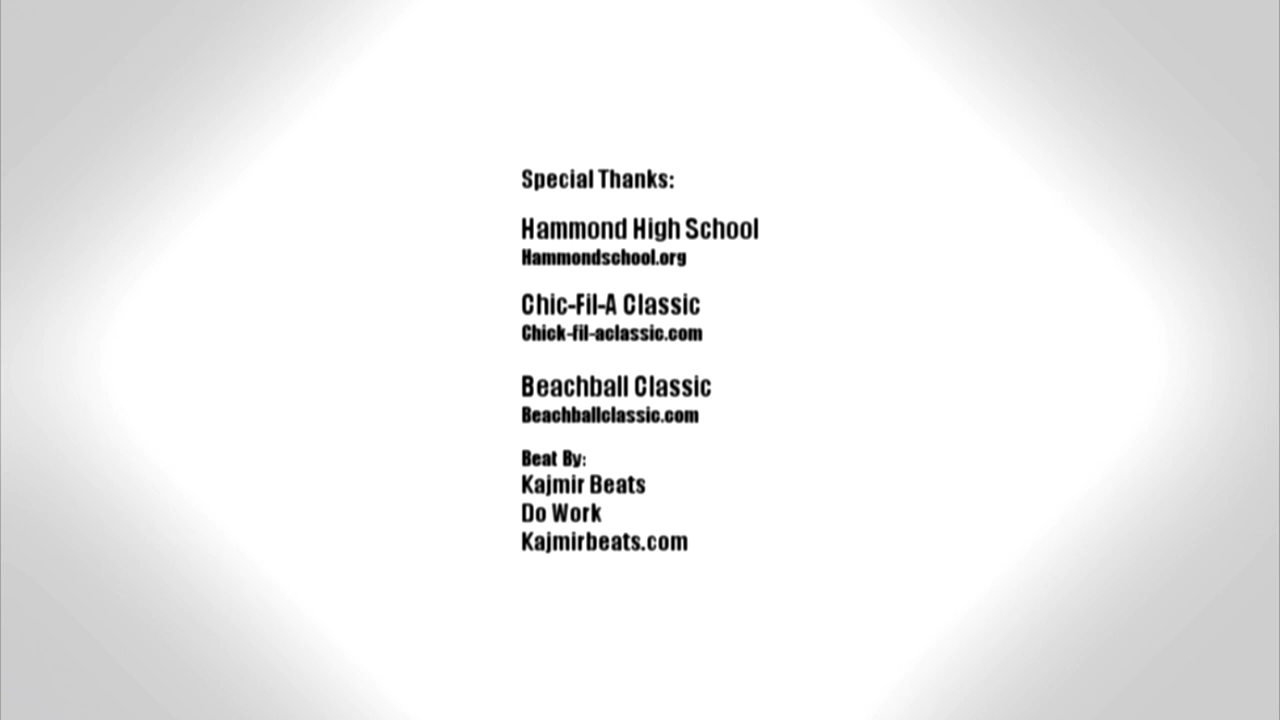 Special Thanks:
Hammond High School
Hammondschool.org
Chic-Fil-A Classic
Chick-fil-aclassic.com
Beachball Classic
Beachballclassic.com
Beat By:
Kajmir Beats
Do Work
Kajmirbeats.com